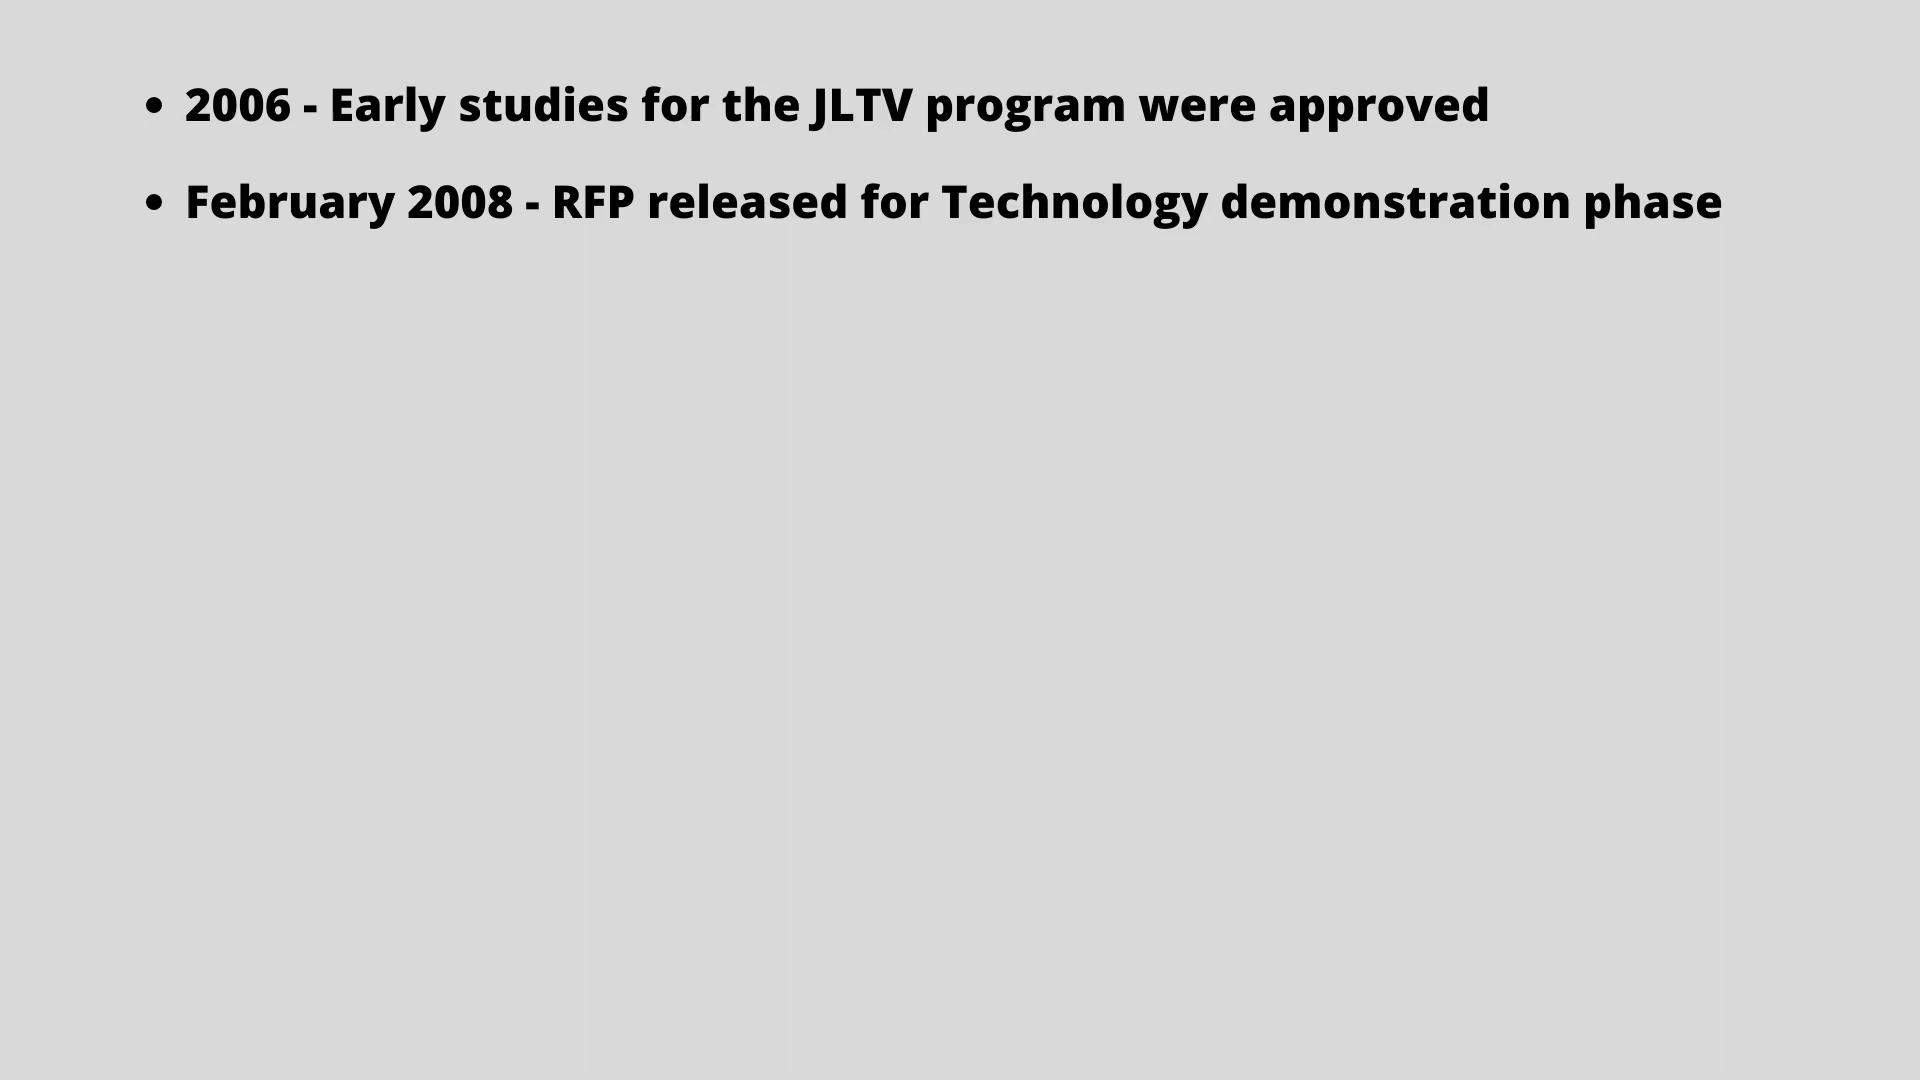 • 2006 - Early studies for the JLTV program were approved
• February 2008 - RFP released for Technology demonstration phase